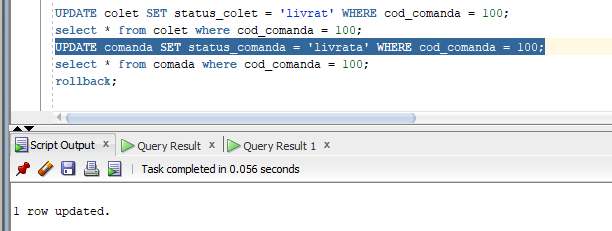 UPDATE colet SET status_colet = 'livrat' WHERE cod_comanda = 100;
select * from colet where cod_comanda = 100;
UPDATE comanda SET status_comanda = 'livrata' WHERE cod_comanda = 100;
select * from comada where cod_comanda = 100;
rollback;
Script Output x Query Result x Query Result 1 x
Task completed in 0.056 seconds
1 row updated.